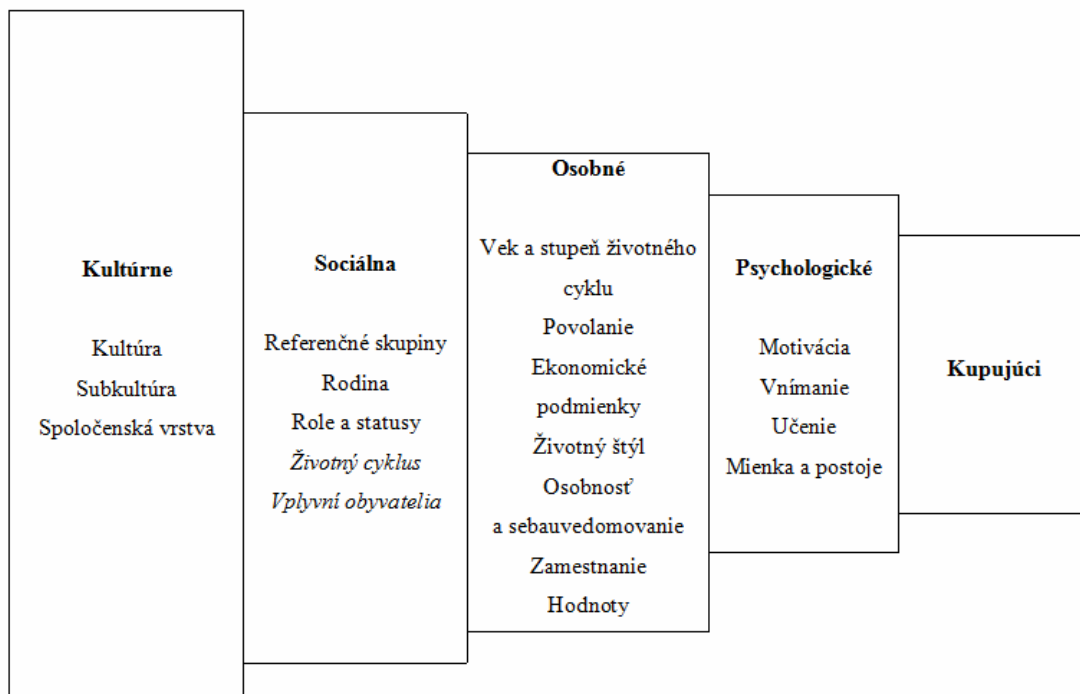 Kultúrne
Kultúra
Subkultúra
Spoločenská vrstva
Sociálna
Referenčné skupiny
Rodina
Role a statusy
Životný cyklus
Vplyvní obyvatelia
Osobné
Vek a stupeň životného
cyklu
Povolanie
Ekonomické
podmienky
Životný štýl
Osobnosť
a sebauvedomovanie
Zamestnanie
Hodnoty
Psychologické
Motivácia
Vnímanie
Učenie
Mienka a postoje
Kupujúci